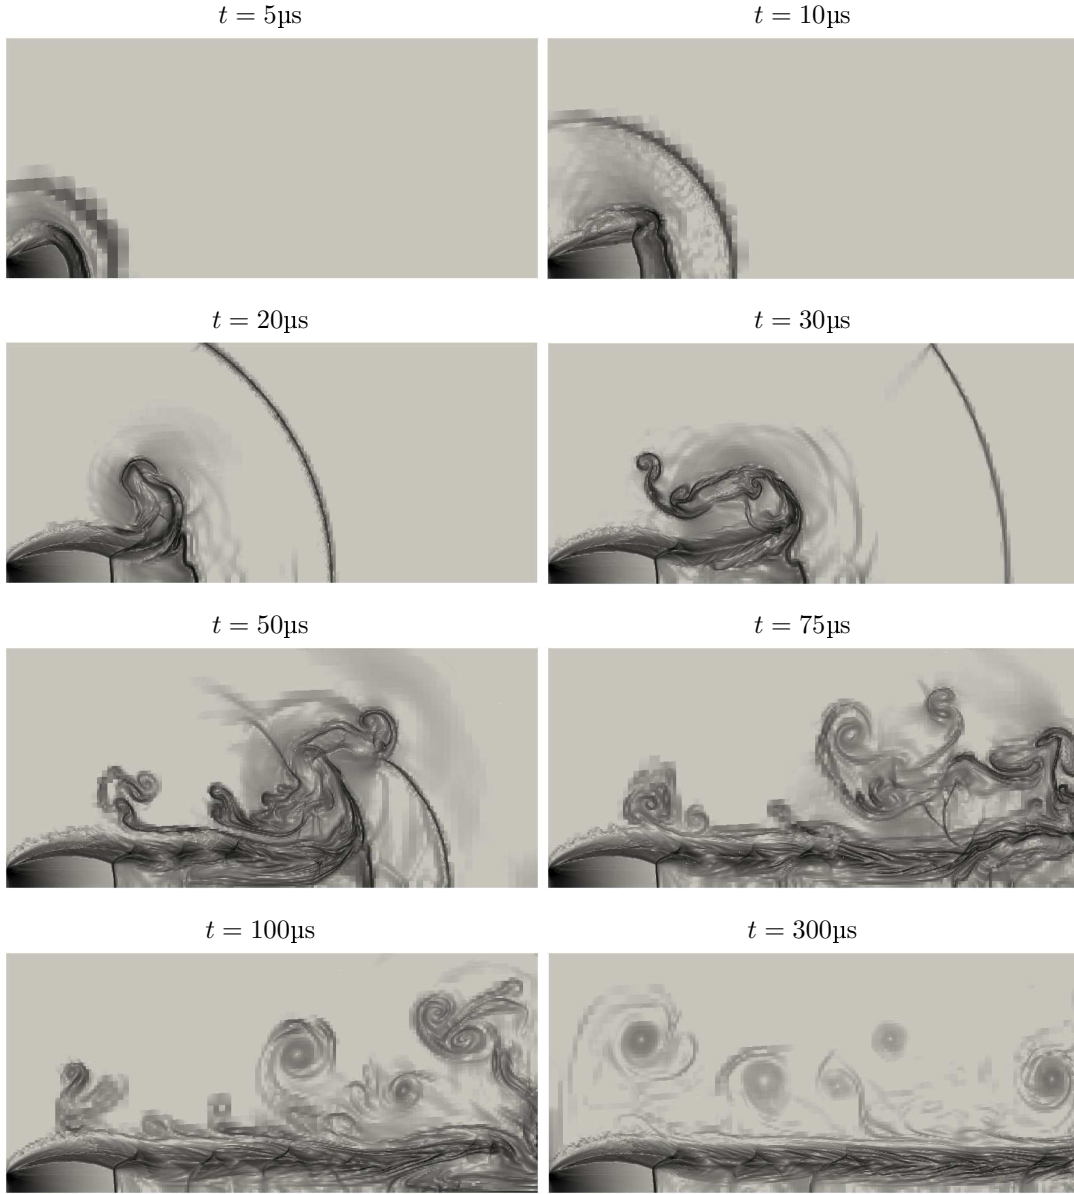 t = 5µs
t = 10µs
t = 20µs
t = 30µs
t = 50µs
t = 75µs
t = 100µs
t = 300µs